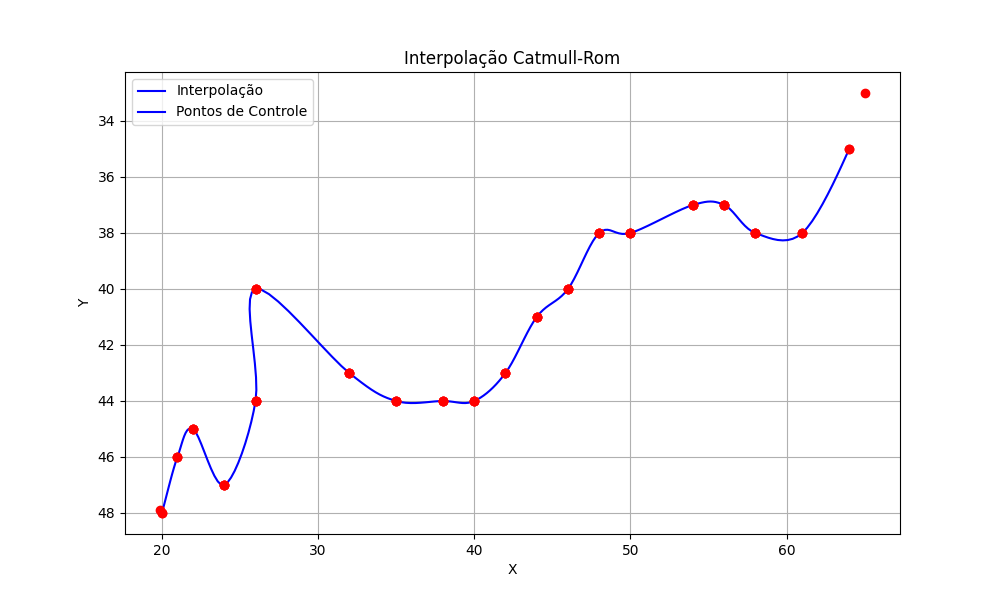 Interpolação Catmull-Rom
Interpolação
Pontos de Controle
34
36
38
40
42
44
46
48
Y
20 30 40 50 60
X